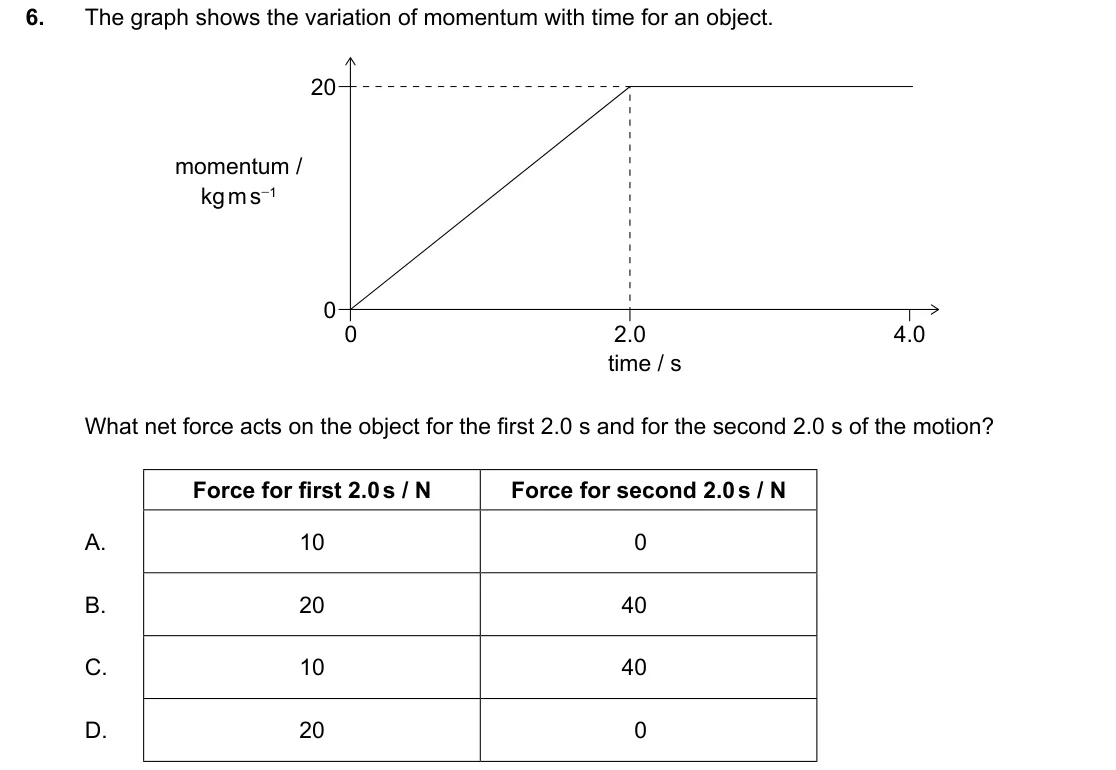 6. The graph shows the variation of momentum with time for an object.
20
momentum /
kg m s⁻¹
0
0 2.0 4.0
time / s
What net force acts on the object for the first 2.0 s and for the second 2.0 s of the motion?
Force for first 2.0 s / N Force for second 2.0 s / N
A. 10 0
B. 20 40
C. 10 40
D. 20 0